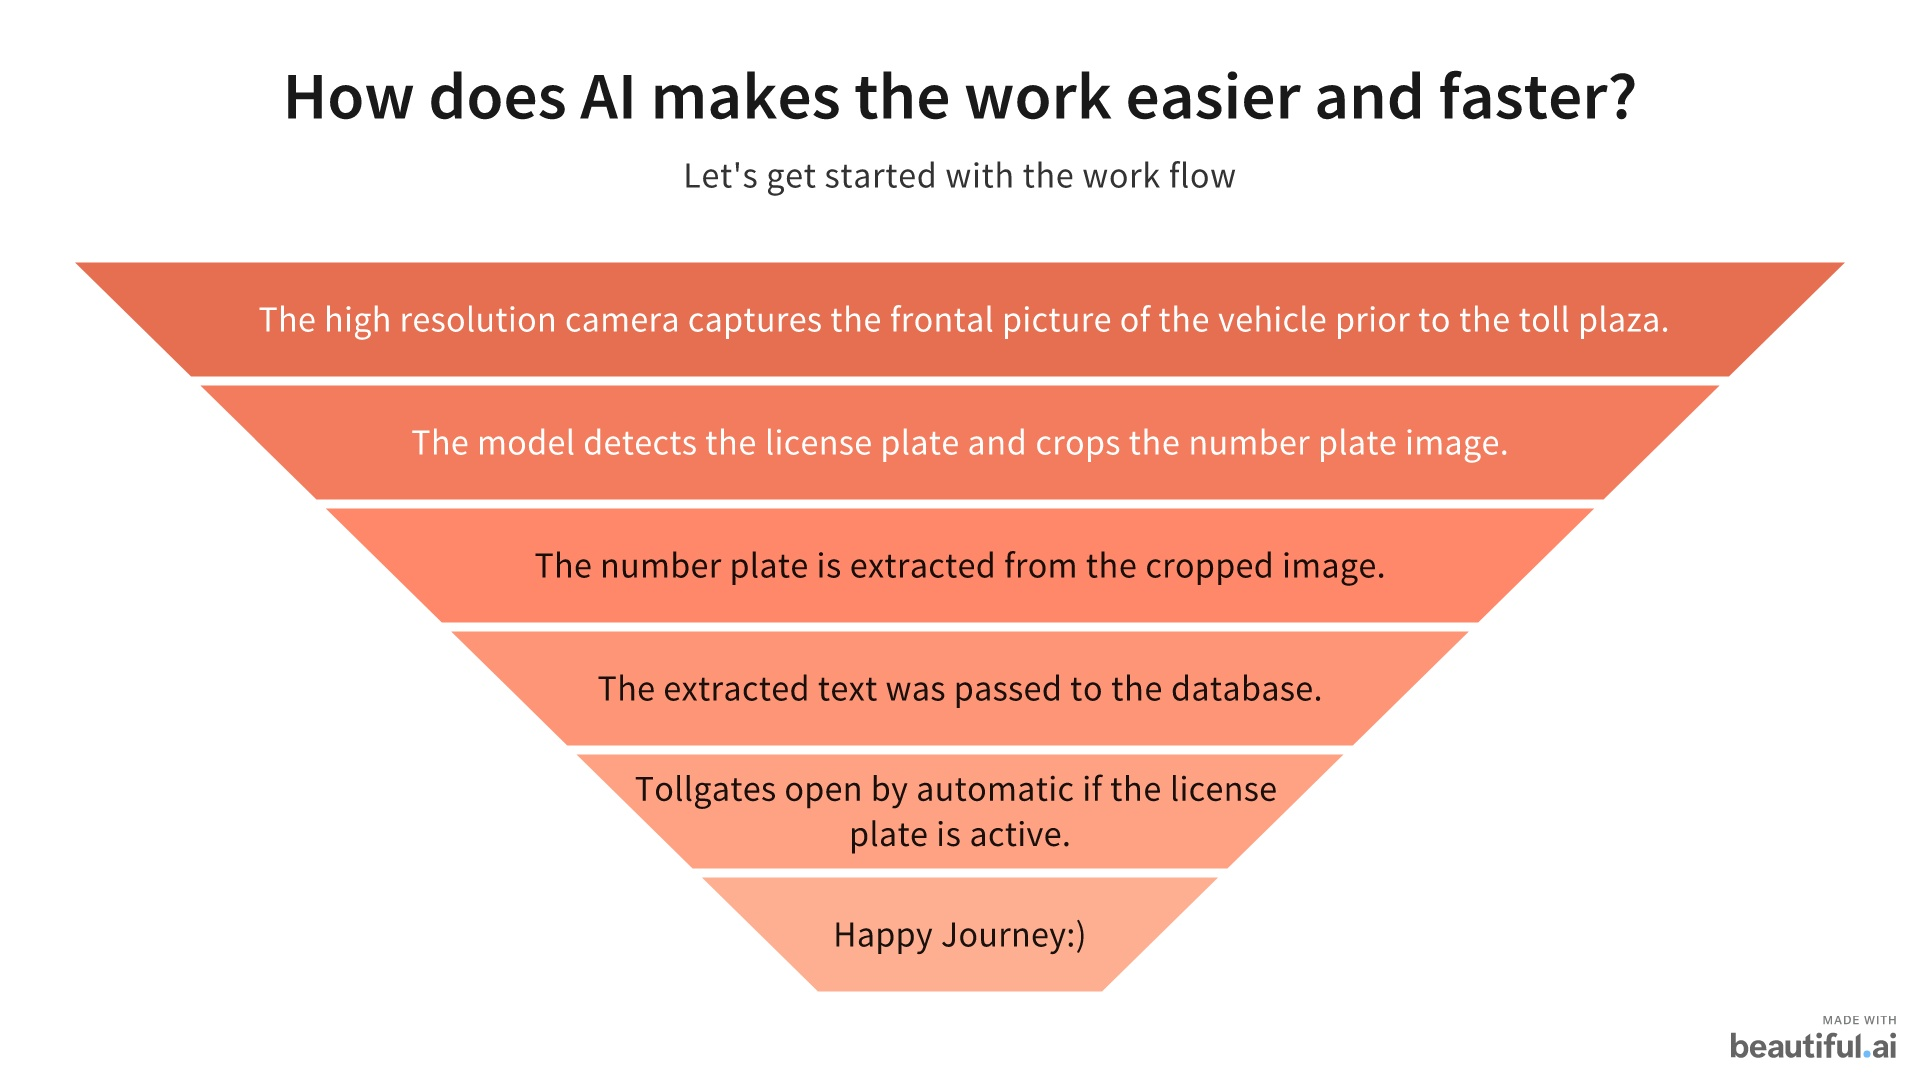 How does AI makes the work easier and faster?
Let's get started with the work flow
The high resolution camera captures the frontal picture of the vehicle prior to the toll plaza.
The model detects the license plate and crops the number plate image.
The number plate is extracted from the cropped image.
The extracted text was passed to the database.
Tollgates open by automatic if the license
plate is active.
Happy Journey:)
MADE WITH
beautiful.ai